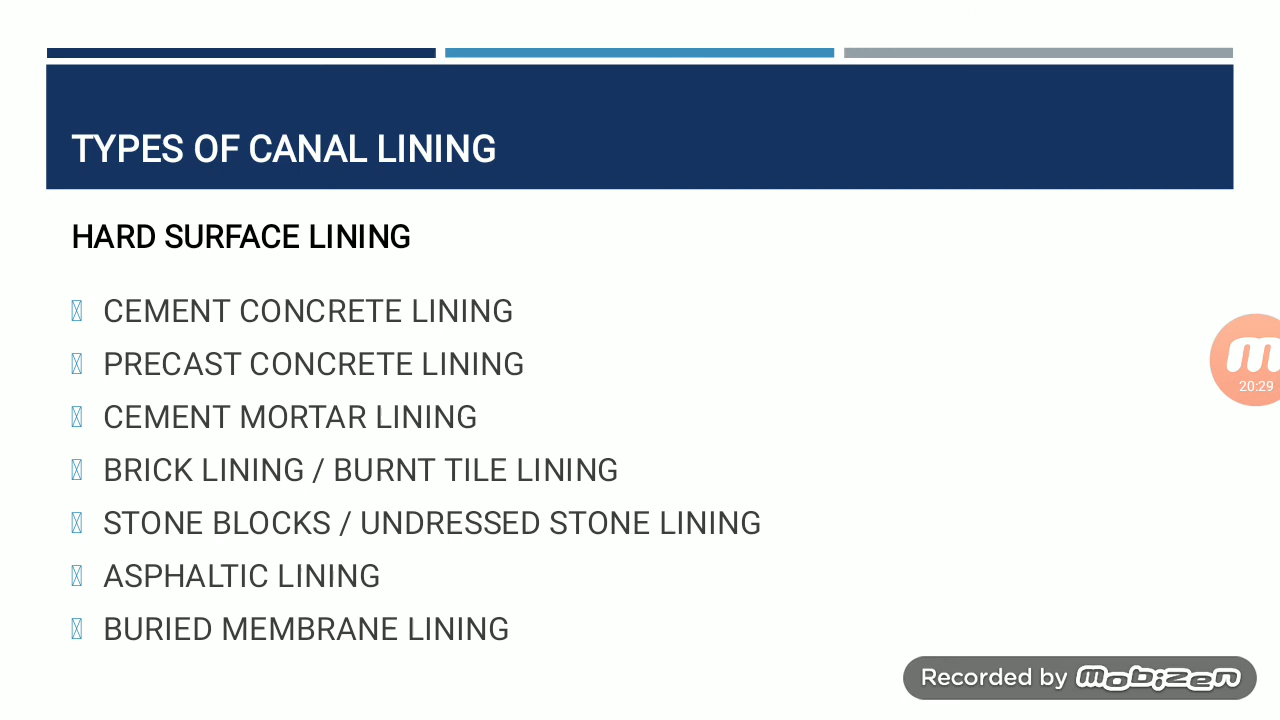 TYPES OF CANAL LINING
HARD SURFACE LINING
CEMENT CONCRETE LINING
PRECAST CONCRETE LINING
CEMENT MORTAR LINING
BRICK LINING / BURNT TILE LINING
STONE BLOCKS / UNDRESSED STONE LINING
ASPHALTIC LINING
BURIED MEMBRANE LINING
m
20:29
Recorded by mobizen